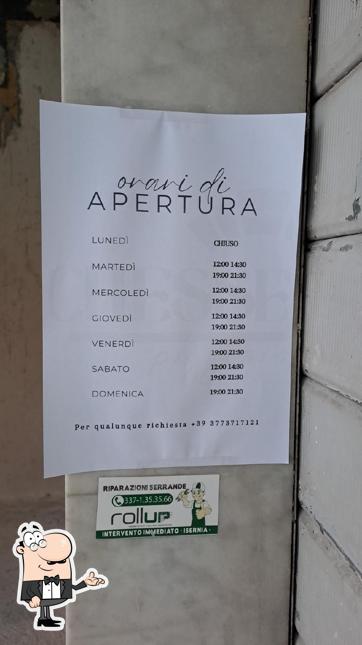 orari di
APERTURA
LUNEDÌ CHIUSO
MARTEDÌ 12:00 14:30
19:00 21:30
MERCOLEDÌ 12:00 14:30
19:00 21:30
GIOVEDÌ 12:00 14:30
19:00 21:30
VENERDÌ 12:00 14:30
19:00 21:30
SABATO 12:00 14:30
19:00 21:30
DOMENICA 19:00 21:30
Per qualunque richiesta +39 3773717121
RIPARAZIONI SERRANDE
337-1.35.35.66
rollup
INTERVENTO IMMEDIATO - ISERNIA -